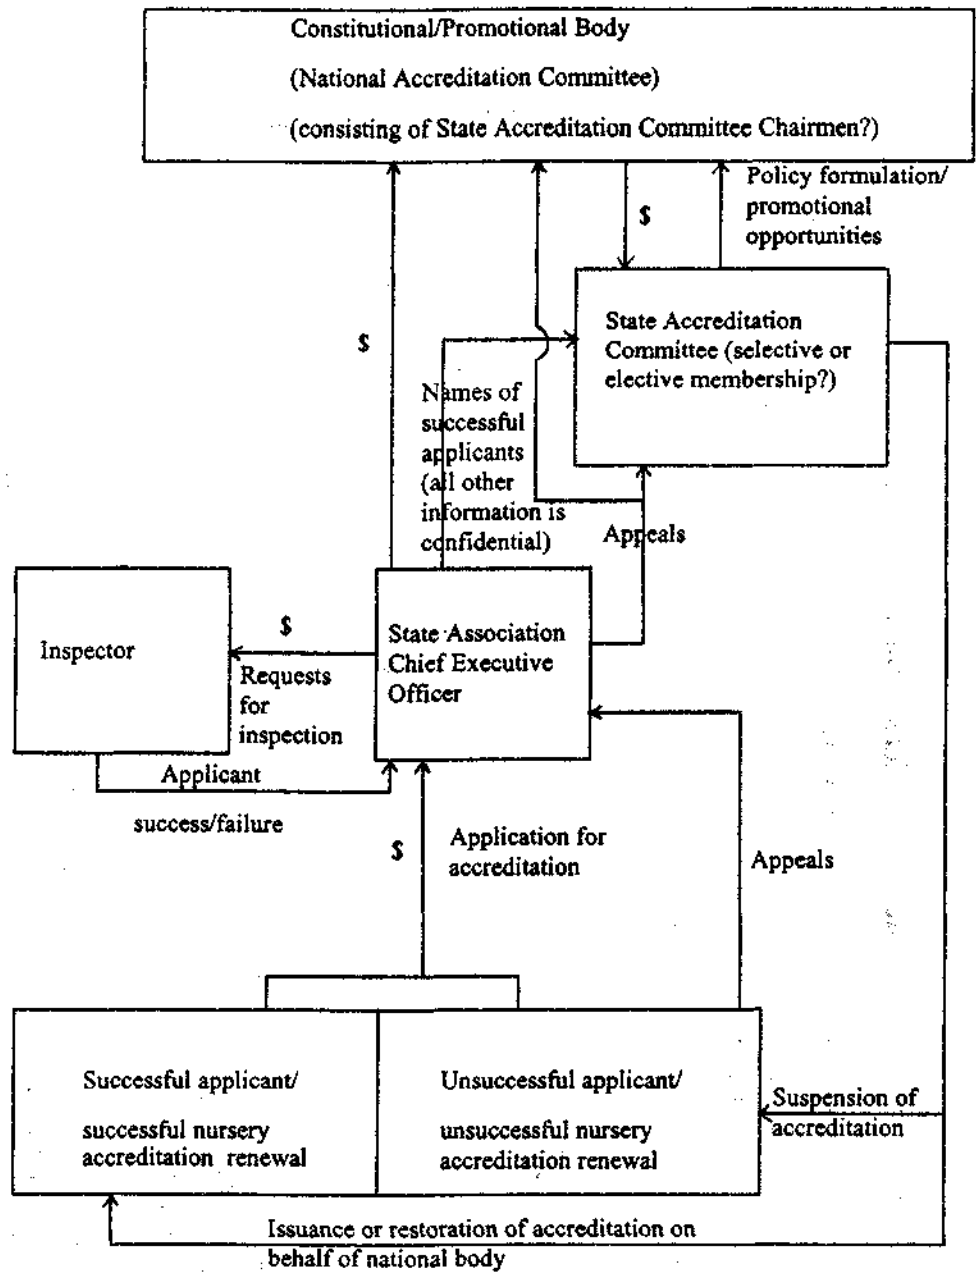 Constitutional/Promotional Body
(National Accreditation Committee)
(consisting of State Accreditation Committee Chairmen?)
Policy formulation/
promotional
opportunities
$
State Accreditation
Committee (selective or
elective membership?)
$
Names of
successful
applicants
(all other
information is
confidential)
Appeals
Inspector
$
Requests
for
inspection
State Association
Chief Executive
Officer
Applicant
success/failure
$
Application for
accreditation
Appeals
Successful applicant/
successful nursery
accreditation renewal
Unsuccessful applicant/
unsuccessful nursery
accreditation renewal
Suspension of
accreditation
Issuance or restoration of accreditation on
behalf of national body